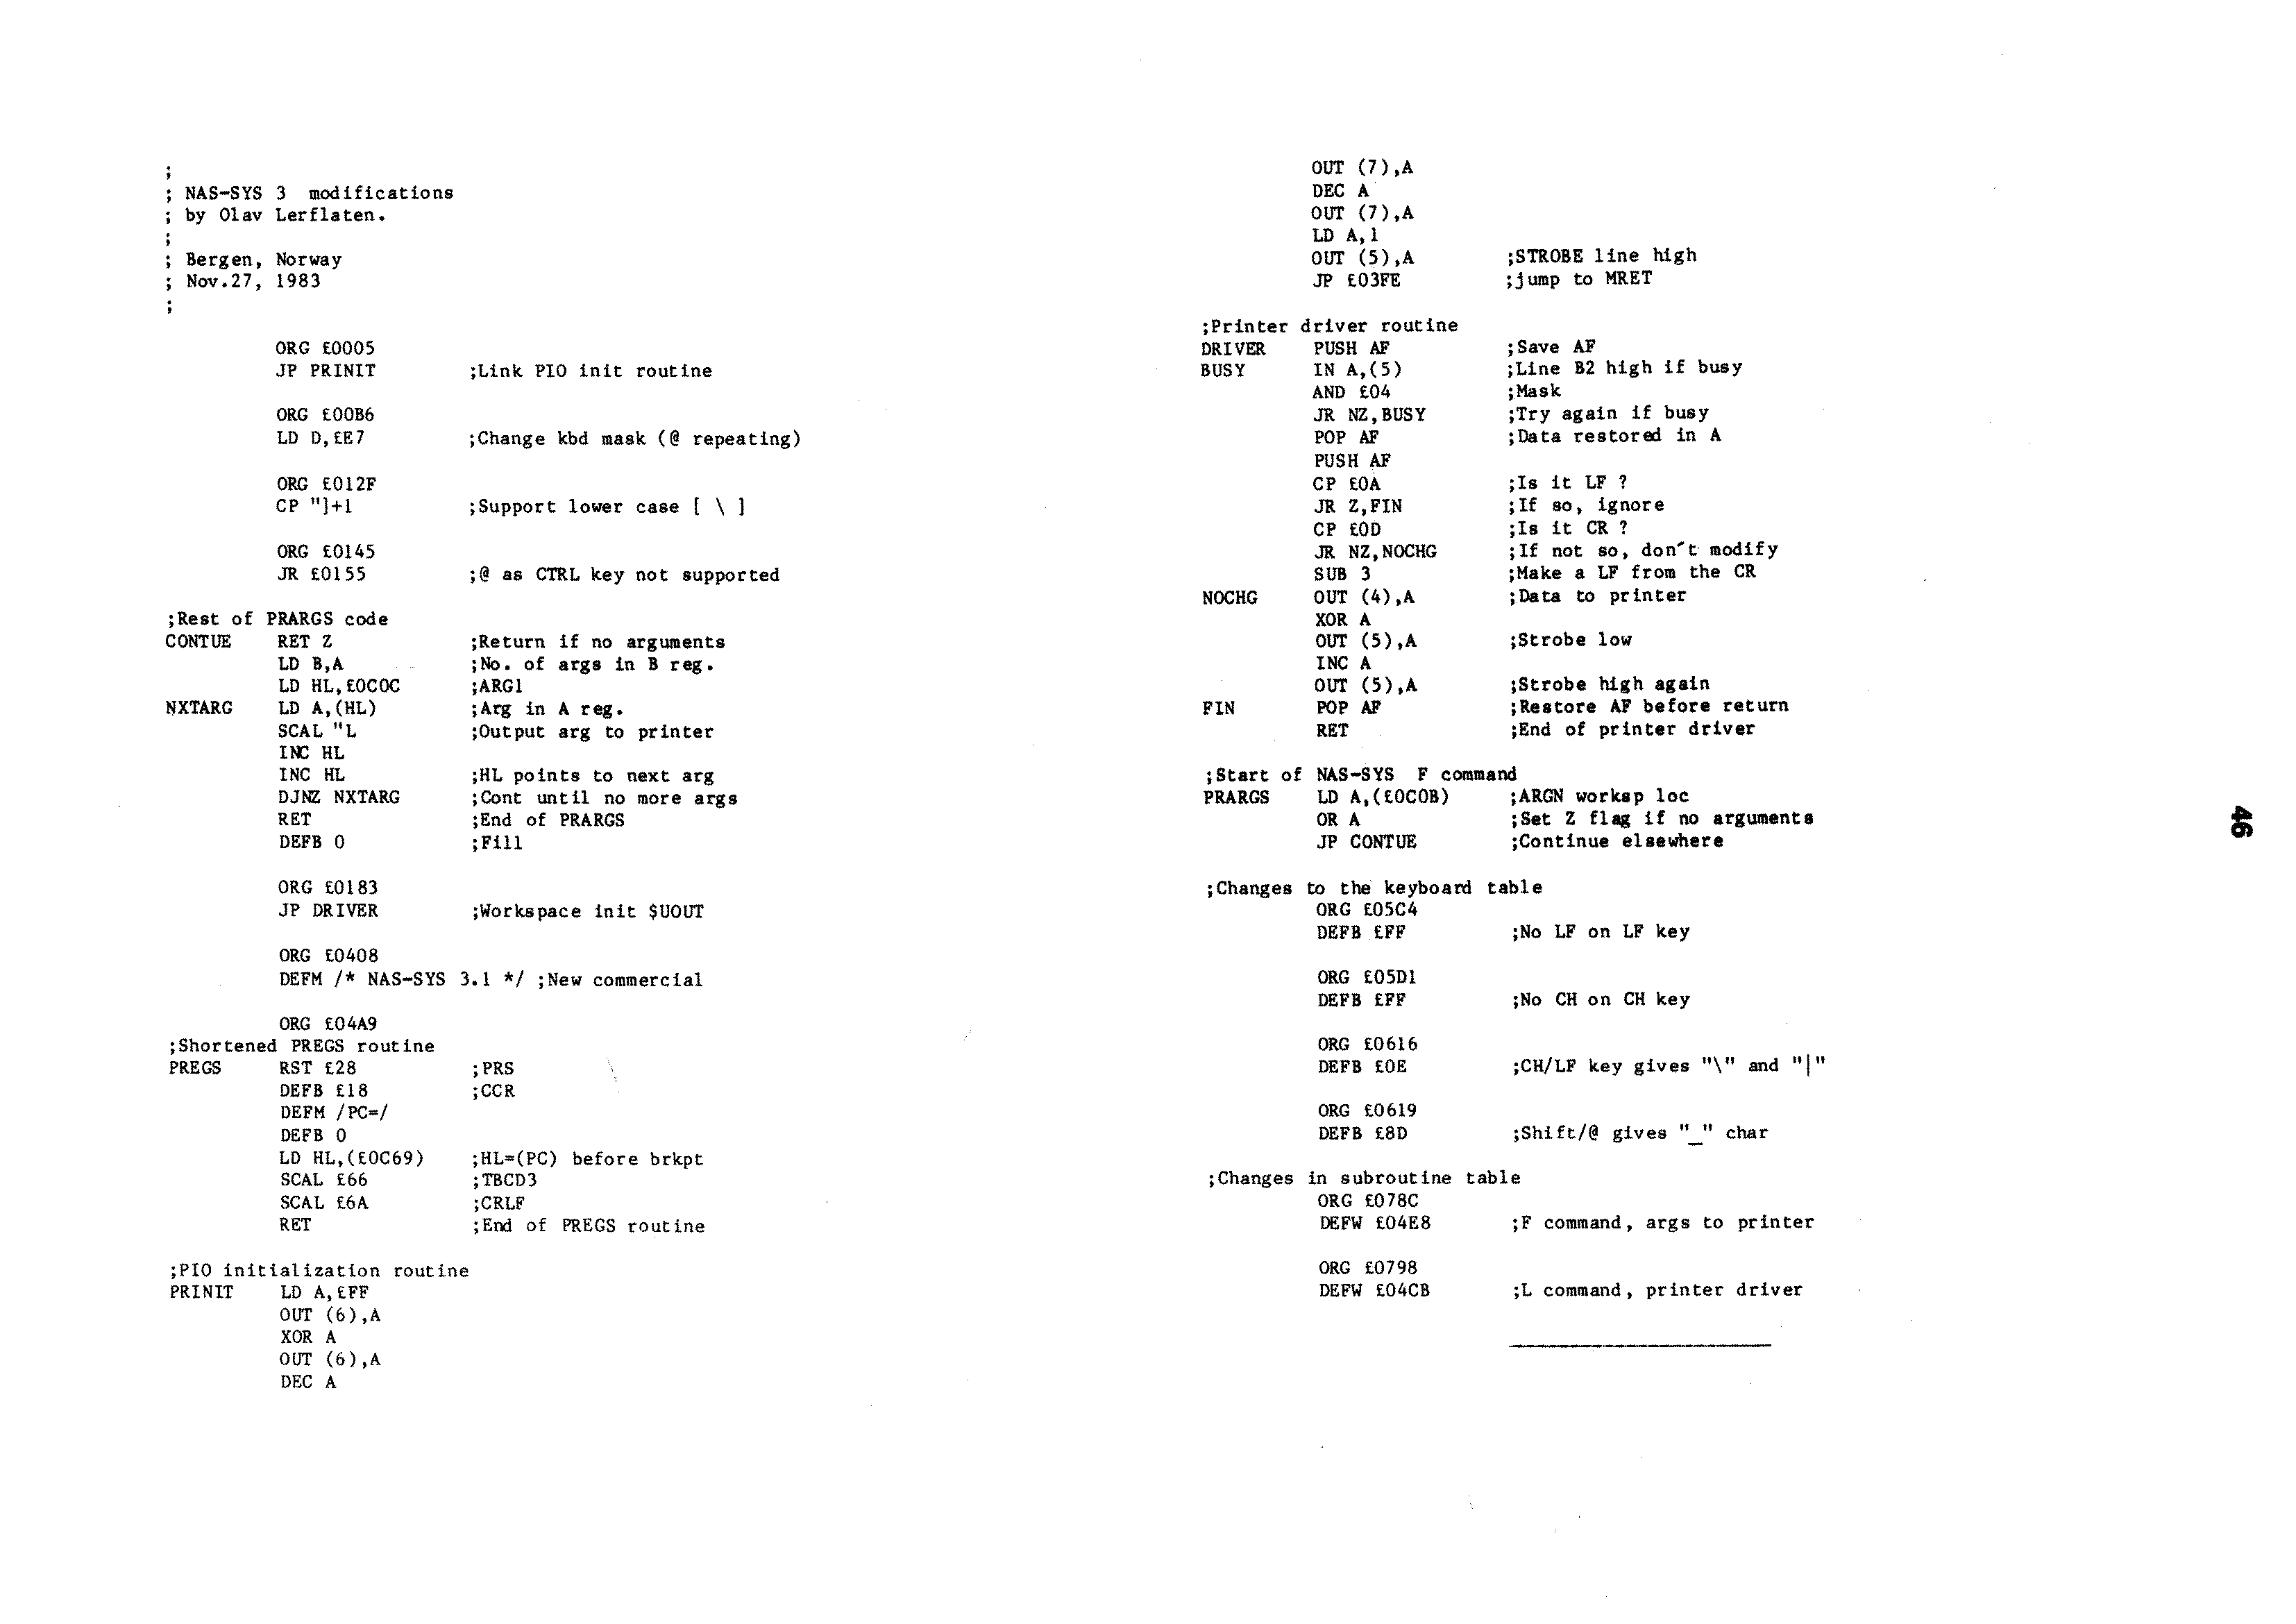 ;
; NAS-SYS 3  modifications
; by Olav Lerflaten.
;
; Bergen, Norway
; Nov.27, 1983
;
ORG £0005
JP PRINIT ;Link PIO init routine
ORG £00B6
LD D,£E7 ;Change kbd mask (@ repeating)
ORG £012F
CP "]+1 ;Support lower case [ \ ]
ORG £0145
JR £0155 ;@ as CTRL key not supported
;Rest of PRARGS code
CONTUE RET Z ;Return if no arguments
LD B,A ;No. of args in B reg.
LD HL,£0C0C ;ARG1
NXTARG LD A,(HL) ;Arg in A reg.
SCAL "L ;Output arg to printer
INC HL
INC HL ;HL points to next arg
DJNZ NXTARG ;Cont until no more args
RET ;End of PRARGS
DEFB 0 ;Fill
ORG £0183
JP DRIVER ;Workspace init $UOUT
ORG £0408
DEFM /* NAS-SYS 3.1 */ ;New commercial
ORG £04A9
;Shortened PREGS routine
PREGS RST £28 ;PRS
DEFB £18 ;CCR
DEFM /PC=/
DEFB 0
LD HL,(£0C69) ;HL=(PC) before brkpt
SCAL £66 ;TBCD3
SCAL £6A ;CRLF
RET ;End of PREGS routine
;PIO initialization routine
PRINIT LD A,£FF
OUT (6),A
XOR A
OUT (6),A
DEC A
OUT (7),A
DEC A
OUT (7),A
LD A,1
OUT (5),A ;STROBE line high
JP £03FE ;jump to MRET
;Printer driver routine
DRIVER PUSH AF ;Save AF
BUSY IN A,(5) ;Line B2 high if busy
AND £04 ;Mask
JR NZ,BUSY ;Try again if busy
POP AF ;Data restored in A
PUSH AF
CP £0A ;Is it LF ?
JR Z,FIN ;If so, ignore
CP £0D ;Is it CR ?
JR NZ,NOCHG ;If not so, don´t modify
SUB 3 ;Make a LF from the CR
NOCHG OUT (4),A ;Data to printer
XOR A
OUT (5),A ;Strobe low
INC A
OUT (5),A ;Strobe high again
FIN POP AF ;Restore AF before return
RET ;End of printer driver
;Start of NAS-SYS  F command
PRARGS LD A,(£0C0B) ;ARGN worksp loc
OR A ;Set Z flag if no arguments
JP CONTUE ;Continue elsewhere
;Changes to the keyboard table
ORG £05C4
DEFB £FF ;No LF on LF key
ORG £05D1
DEFB £FF ;No CH on CH key
ORG £0616
DEFB £0E ;CH/LF key gives "\" and "|"
ORG £0619
DEFB £8D ;Shift/@ gives "_" char
;Changes in subroutine table
ORG £078C
DEFW £04E8 ;F command, args to printer
ORG £0798
DEFW £04CB ;L command, printer driver
46